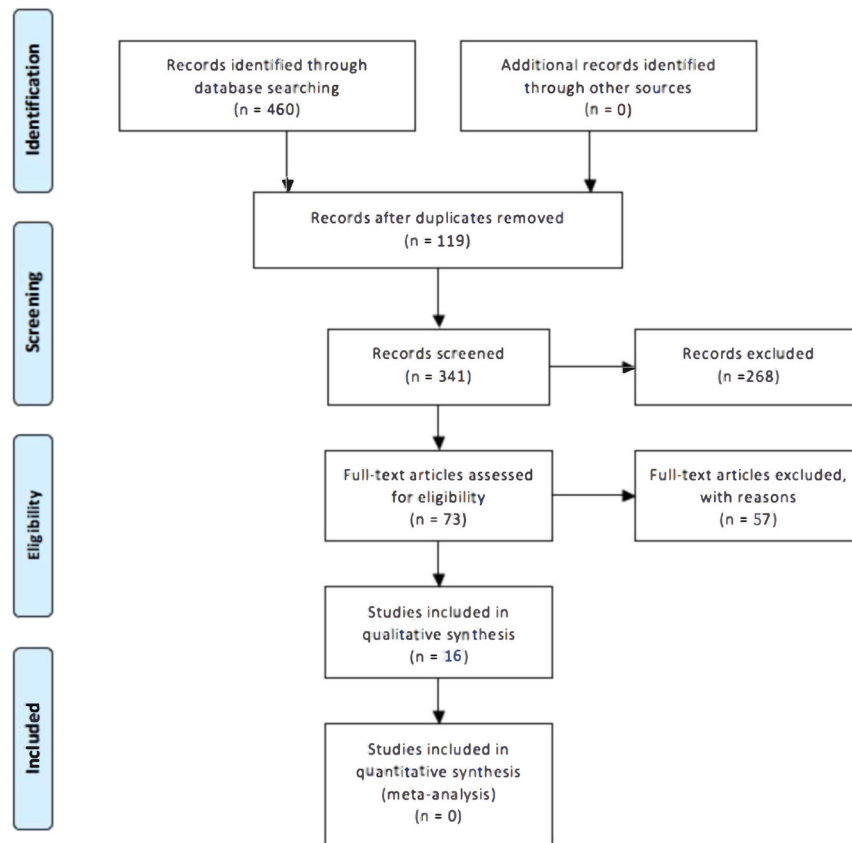 Identification
Records identified through
database searching
(n = 460)
Additional records identified
through other sources
(n = 0)
Records after duplicates removed
(n = 119)
Screening
Records screened
(n = 341)
Records excluded
(n =268)
Eligibility
Full-text articles assessed
for eligibility
(n = 73)
Full-text articles excluded,
with reasons
(n = 57)
Studies included in
qualitative synthesis
(n = 16)
Included
Studies included in
quantitative synthesis
(meta-analysis)
(n = 0)